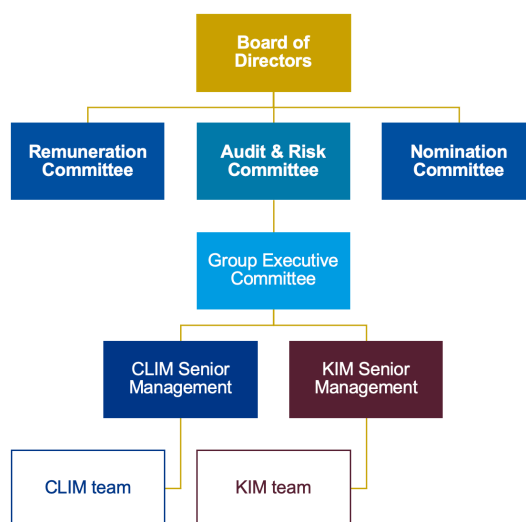 Board of
Directors
Remuneration
Committee
Audit & Risk
Committee
Nomination
Committee
Group Executive
Committee
CLIM Senior
Management
KIM Senior
Management
CLIM team
KIM team